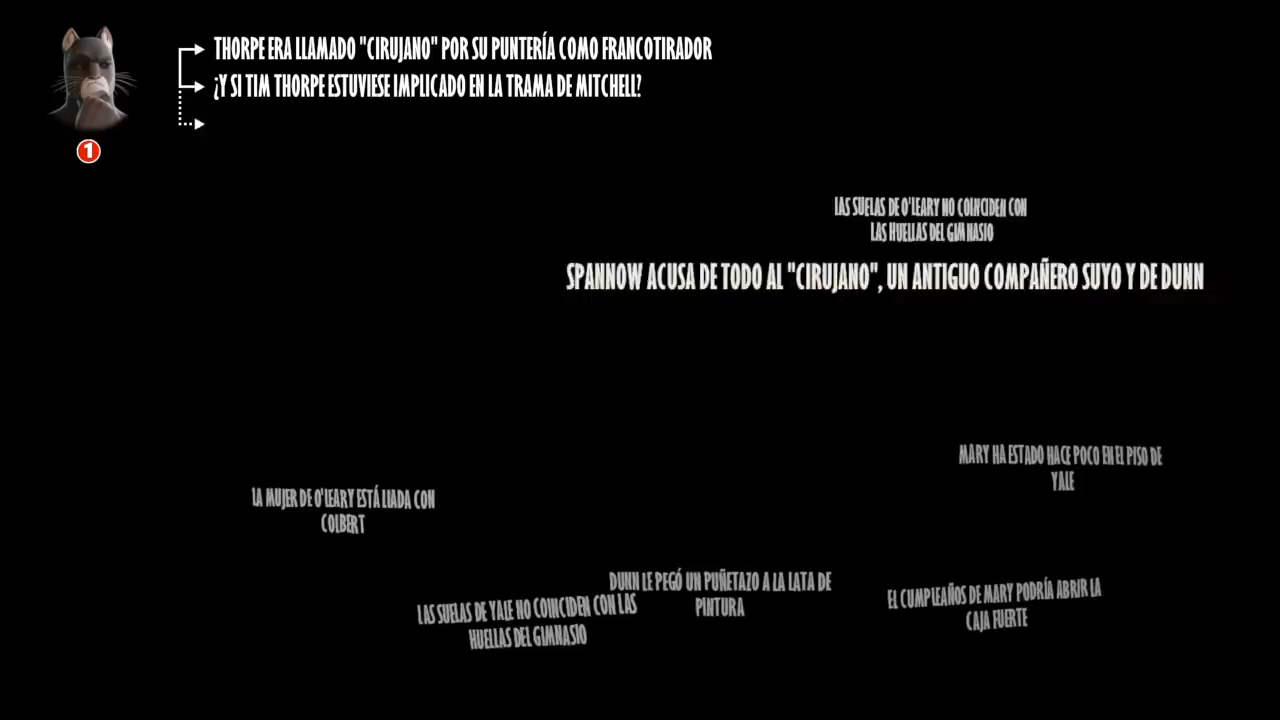 THORPE ERA LLAMADO "CIRUJANO" POR SU PUNTERÍA COMO FRANCOTIRADOR
¿Y SI TIM THORPE ESTUVIESE IMPLICADO EN LA TRAMA DE MITCHELL?
1
LAS SUELAS DE O'LEARY NO COINCIDEN CON
LAS HUELLAS DEL GIMNASIO
SPANNOW ACUSA DE TODO AL "CIRUJANO", UN ANTIGUO COMPAÑERO SUYO Y DE DUNN
MARY HA ESTADO HACE POCO EN EL PISO DE
YALE
LA MUJER DE O'LEARY ESTÁ LIADA CON
COLBERT
DUNN LE PEGÓ UN PUÑETAZO A LA LATA DE
PINTURA
EL CUMPLEAÑOS DE MARY PODRÍA ABRIR LA
CAJA FUERTE
LAS SUELAS DE YALE NO COINCIDEN CON LAS
HUELLAS DEL GIMNASIO